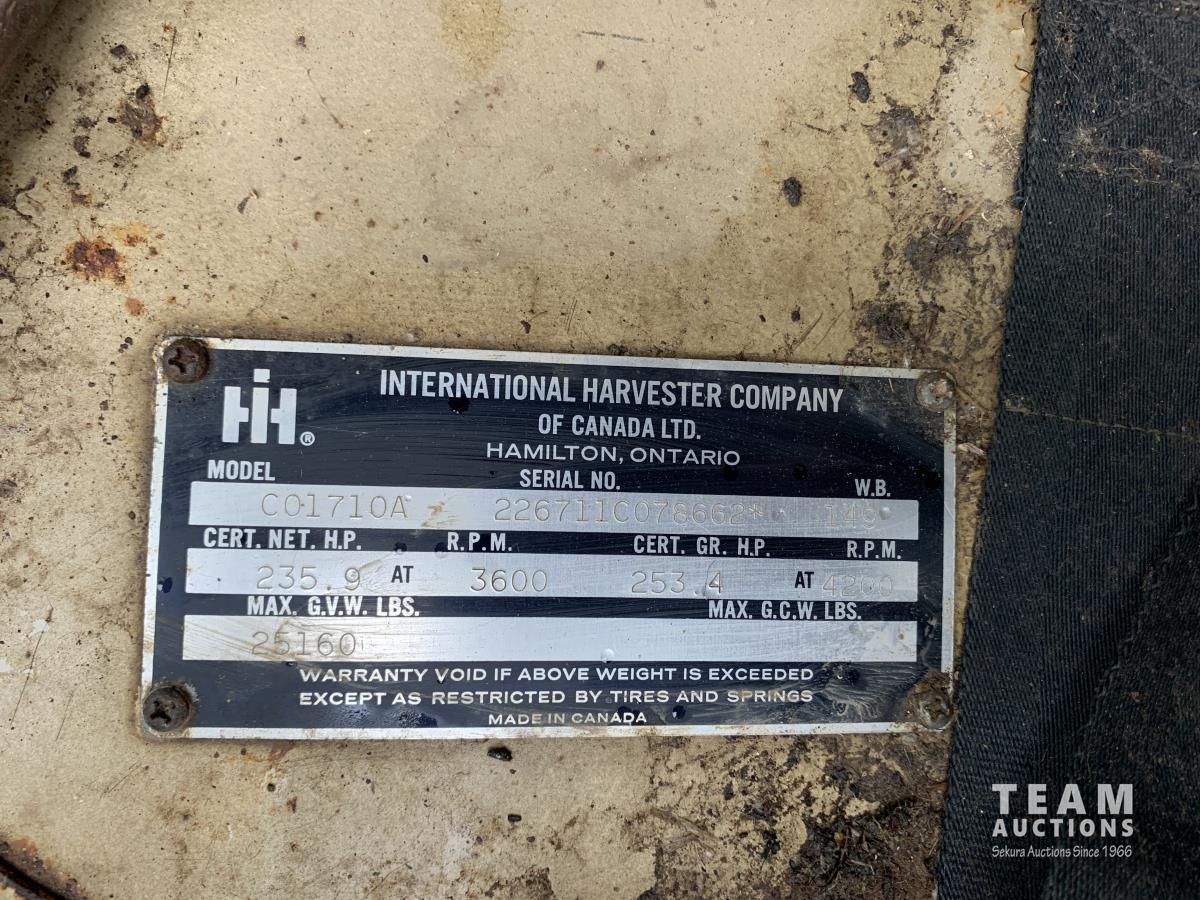 IH®
INTERNATIONAL HARVESTER COMPANY
OF CANADA LTD.
HAMILTON, ONTARIO
MODEL SERIAL NO. W.B.
CO1710A 226711C078662*
CERT. NET. H.P. R.P.M. CERT. GR. H.P. R.P.M.
235.9 AT 3600 253.4 AT 4200
MAX. G.V.W. LBS. MAX. G.C.W. LBS.
25160
WARRANTY VOID IF ABOVE WEIGHT IS EXCEEDED
EXCEPT AS RESTRICTED BY TIRES AND SPRINGS
MADE IN CANADA
TEAM
AUCTIONS
Sekura Auctions Since 1966